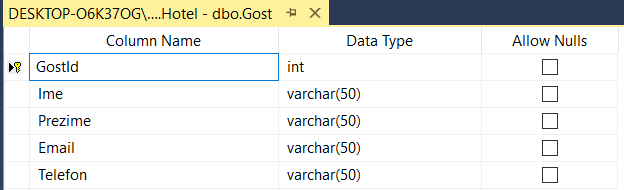 DESKTOP-O6K37OG\....Hotel - dbo.Gost
Column Name Data Type Allow Nulls
GostId int
Ime varchar(50)
Prezime varchar(50)
Email varchar(50)
Telefon varchar(50)